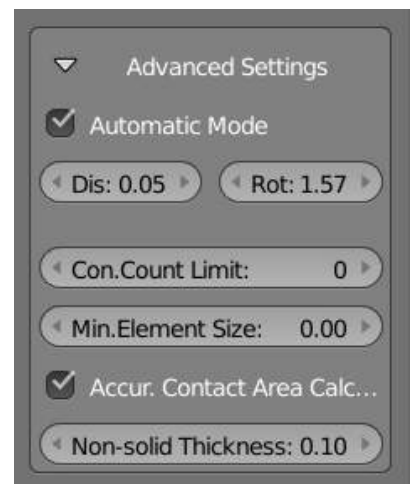 Advanced Settings
Automatic Mode
Dis: 0.05 Rot: 1.57
Con.Count Limit: 0
Min.Element Size: 0.00
Accur. Contact Area Calc...
Non-solid Thickness: 0.10